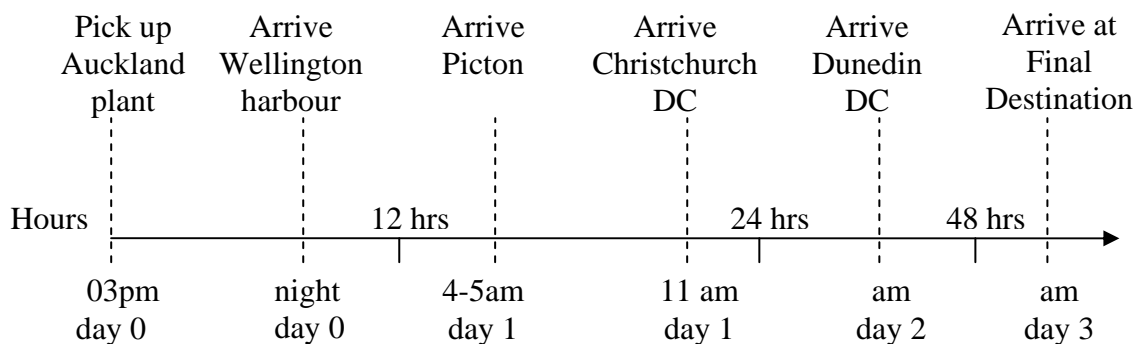 Pick up Auckland plant
Arrive Wellington harbour
Arrive Picton
Arrive Christchurch DC
Arrive Dunedin DC
Arrive at Final Destination
Hours 12 hrs 24 hrs 48 hrs
03pm day 0
night day 0
4-5am day 1
11 am day 1
am day 2
am day 3